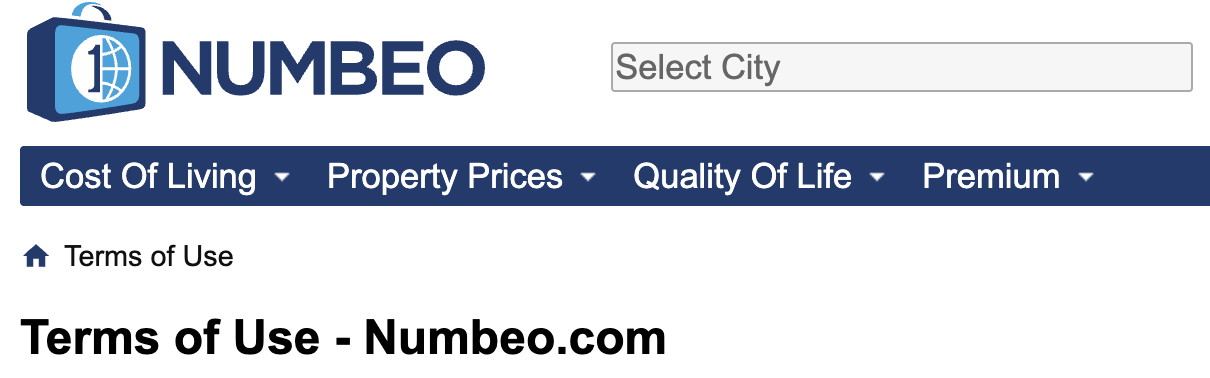 1 NUMBEO
Select City
Cost Of Living Property Prices Quality Of Life Premium
Terms of Use
Terms of Use - Numbeo.com